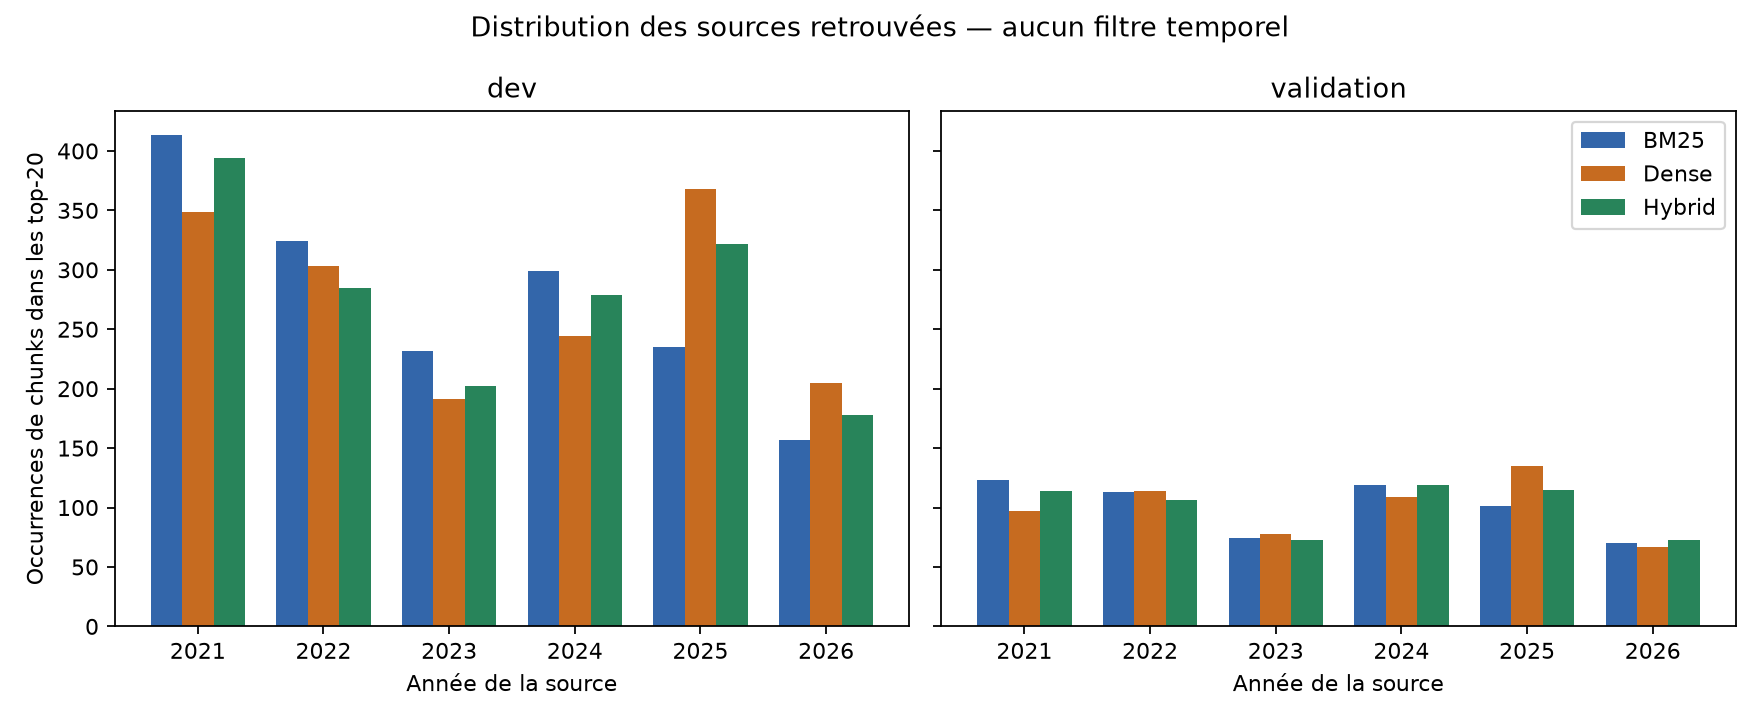 Distribution des sources retrouvées — aucun filtre temporel
dev
validation
Occurrences de chunks dans les top-20
400
350
300
250
200
150
100
50
0
2021 2022 2023 2024 2025 2026
Année de la source
BM25
Dense
Hybrid
2021 2022 2023 2024 2025 2026
Année de la source